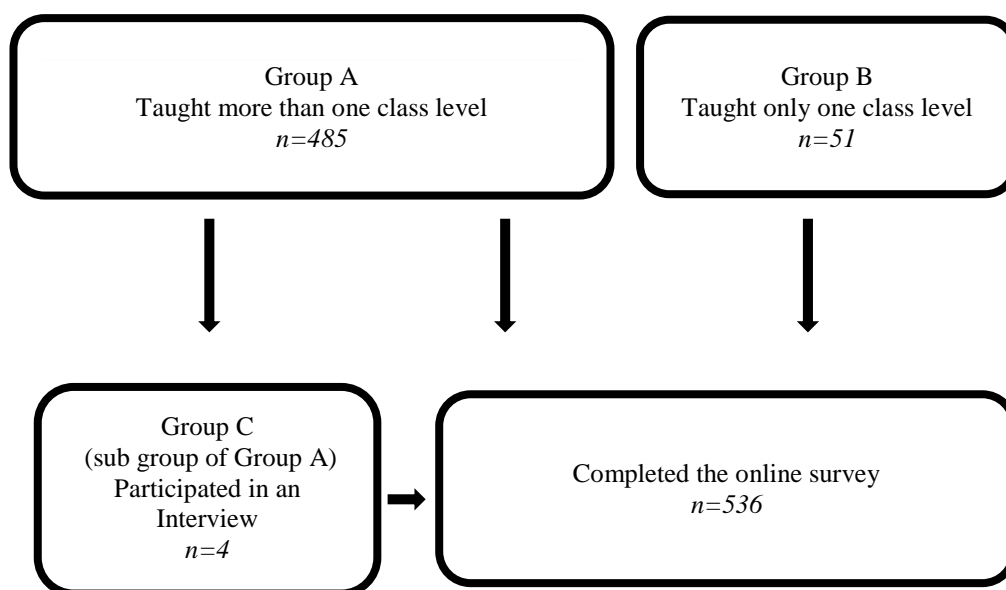 Group A
Taught more than one class level
n=485
Group B
Taught only one class level
n=51
Group C
(sub group of Group A)
Participated in an
Interview
n=4
Completed the online survey
n=536